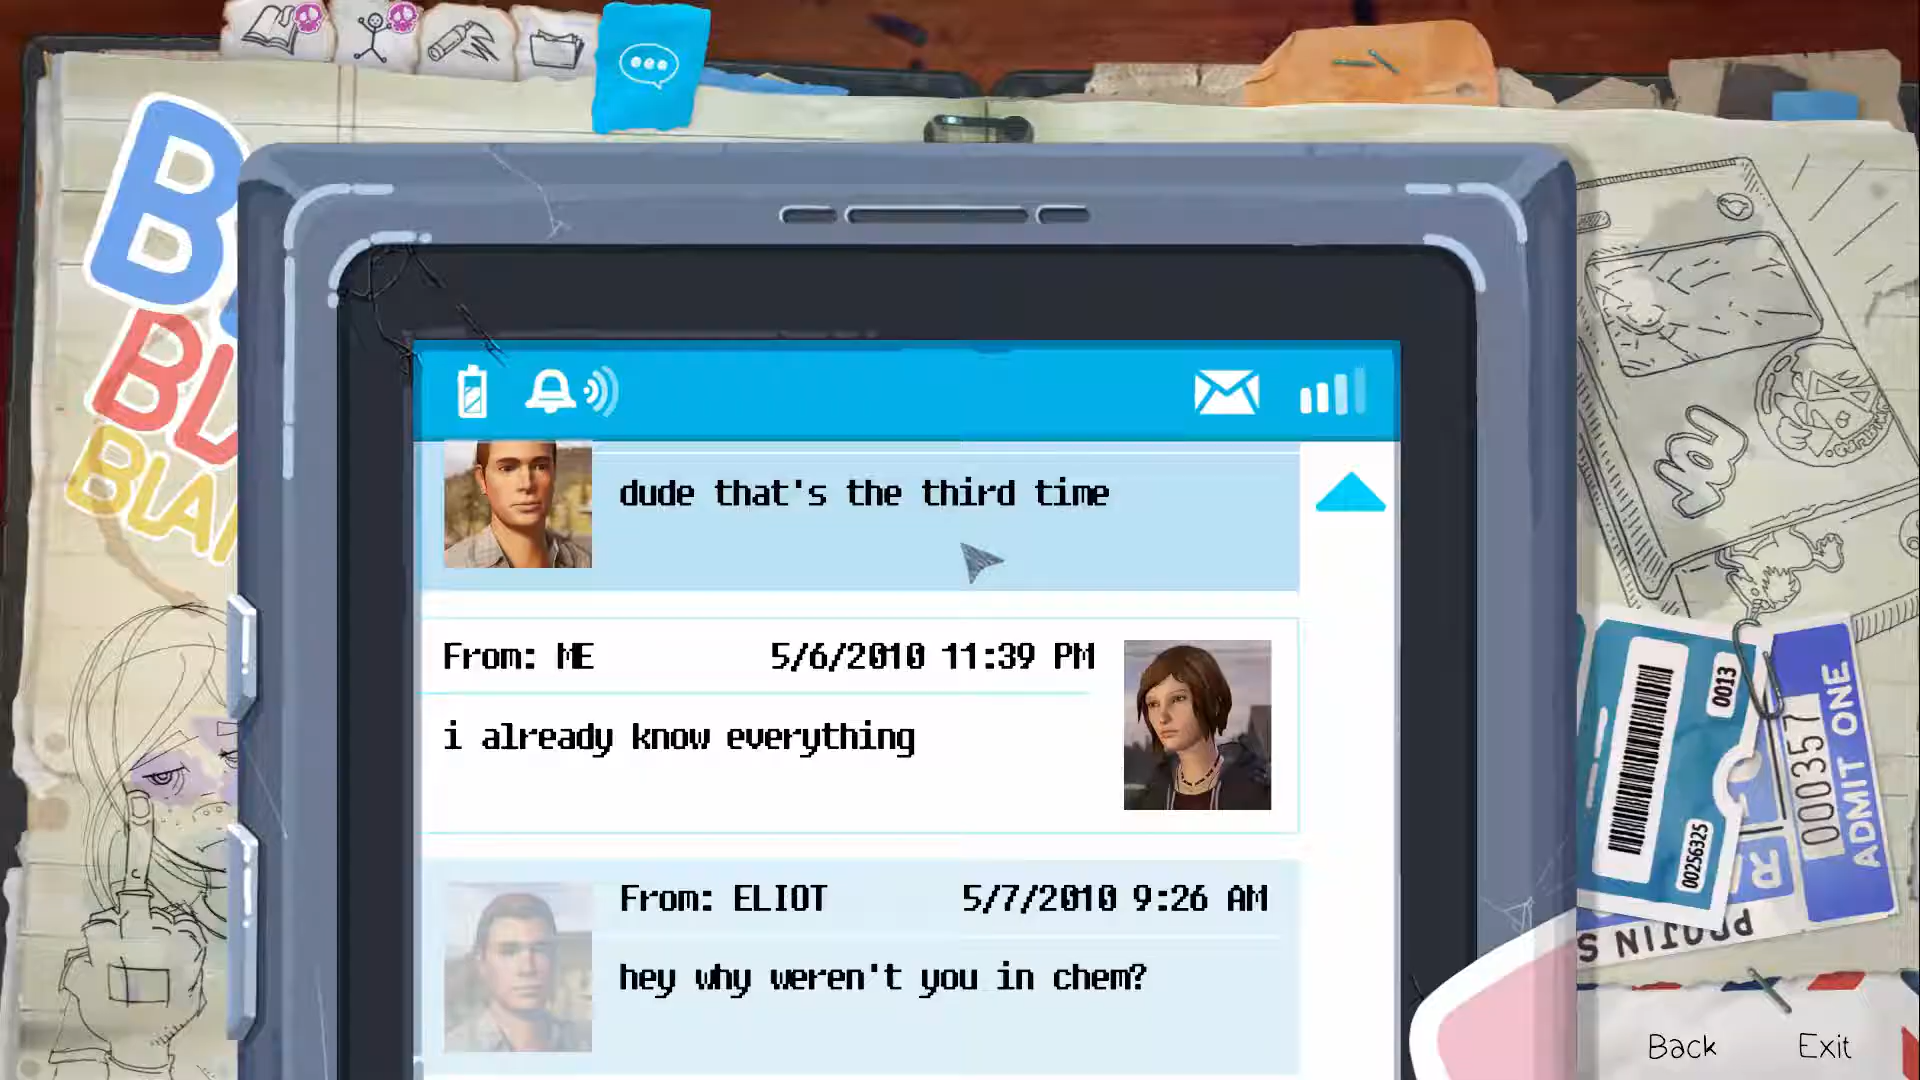 dude that's the third time
From: ME 5/6/2010 11:39 PM
i already know everything
From: ELIOT 5/7/2010 9:26 AM
hey why weren't you in chem?
0013
00256325
000357
ADMIT ONE
Back Exit